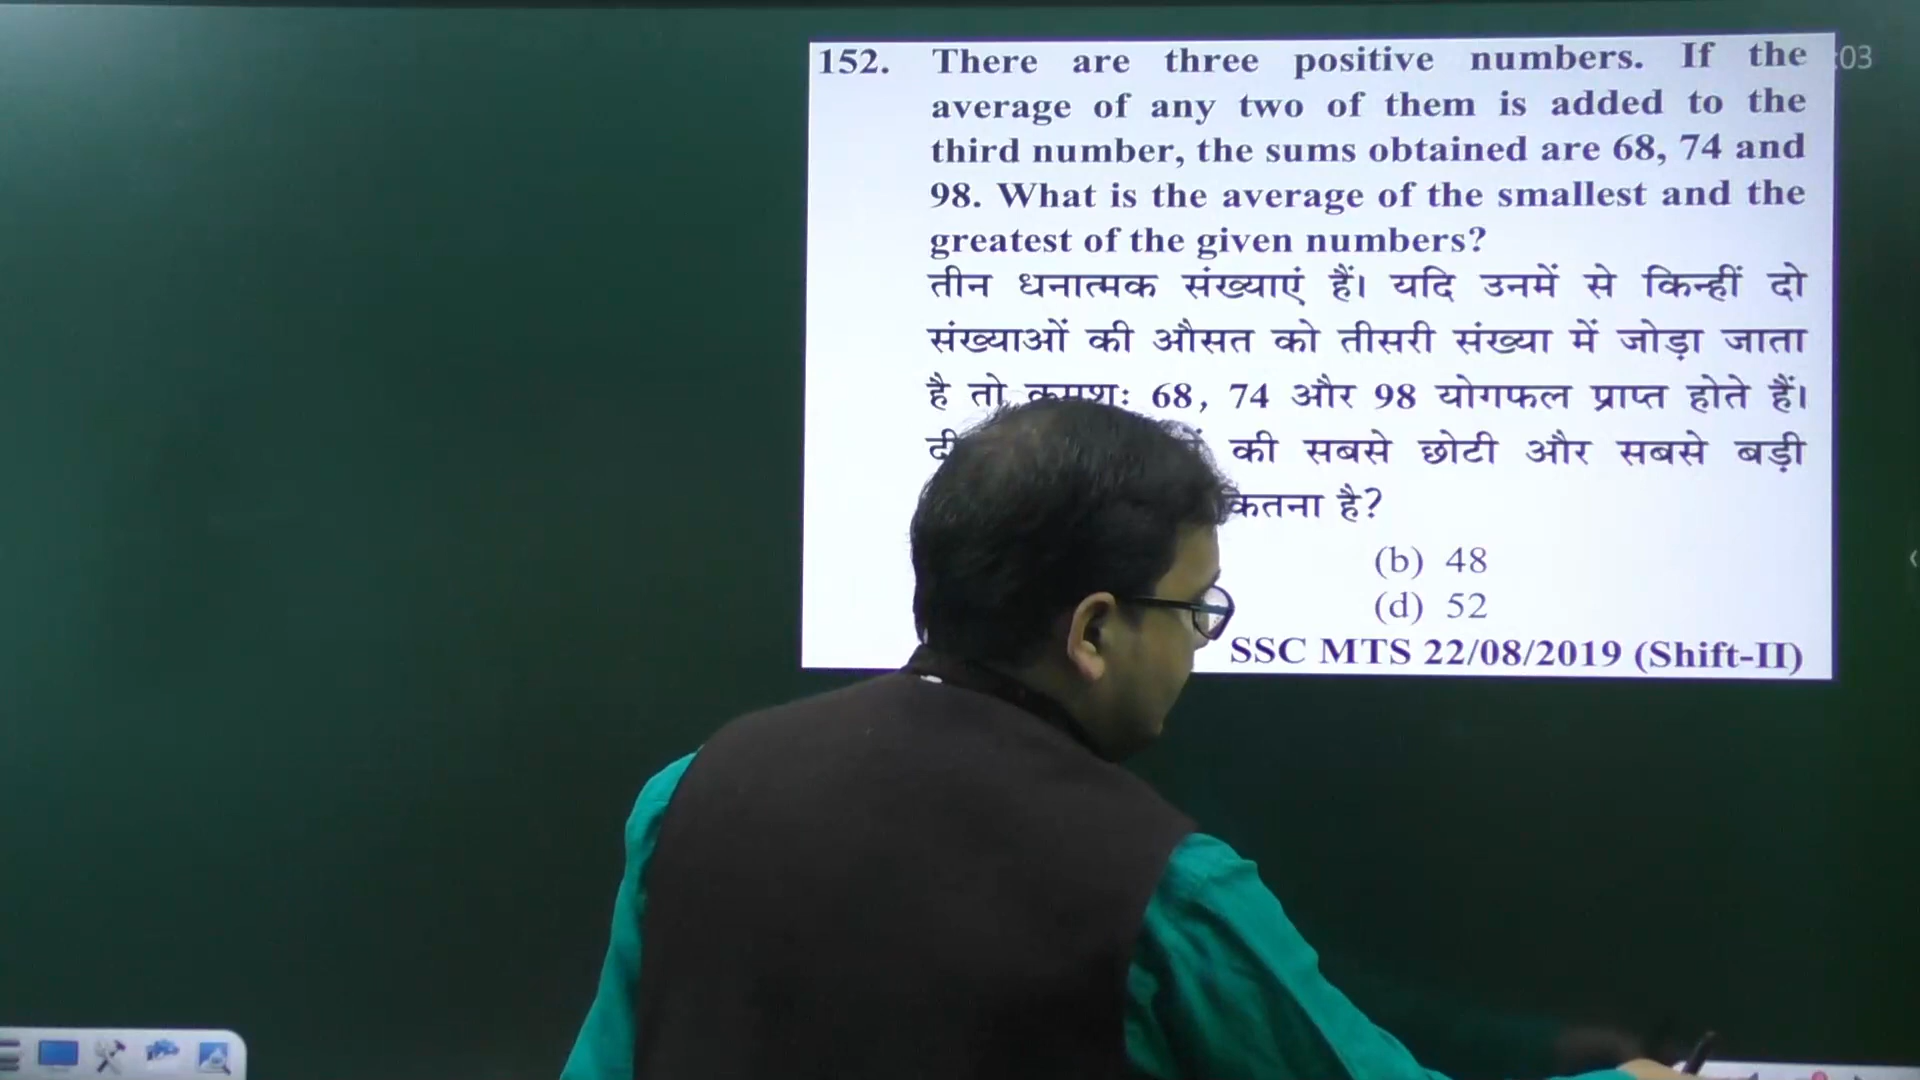 152. There are three positive numbers. If the
:03
average of any two of them is added to the
third number, the sums obtained are 68, 74 and
98. What is the average of the smallest and the
greatest of the given numbers?
तीन धनात्मक संख्याएं हैं। यदि उनमें से किन्हीं दो
संख्याओं की औसत को तीसरी संख्या में जोड़ा जाता
है तो क्रमशः 68, 74 और 98 योगफल प्राप्त होते हैं।
की सबसे छोटी और सबसे बड़ी
है?
(b) 48
(d) 52
SSC MTS 22/08/2019 (Shift-II)